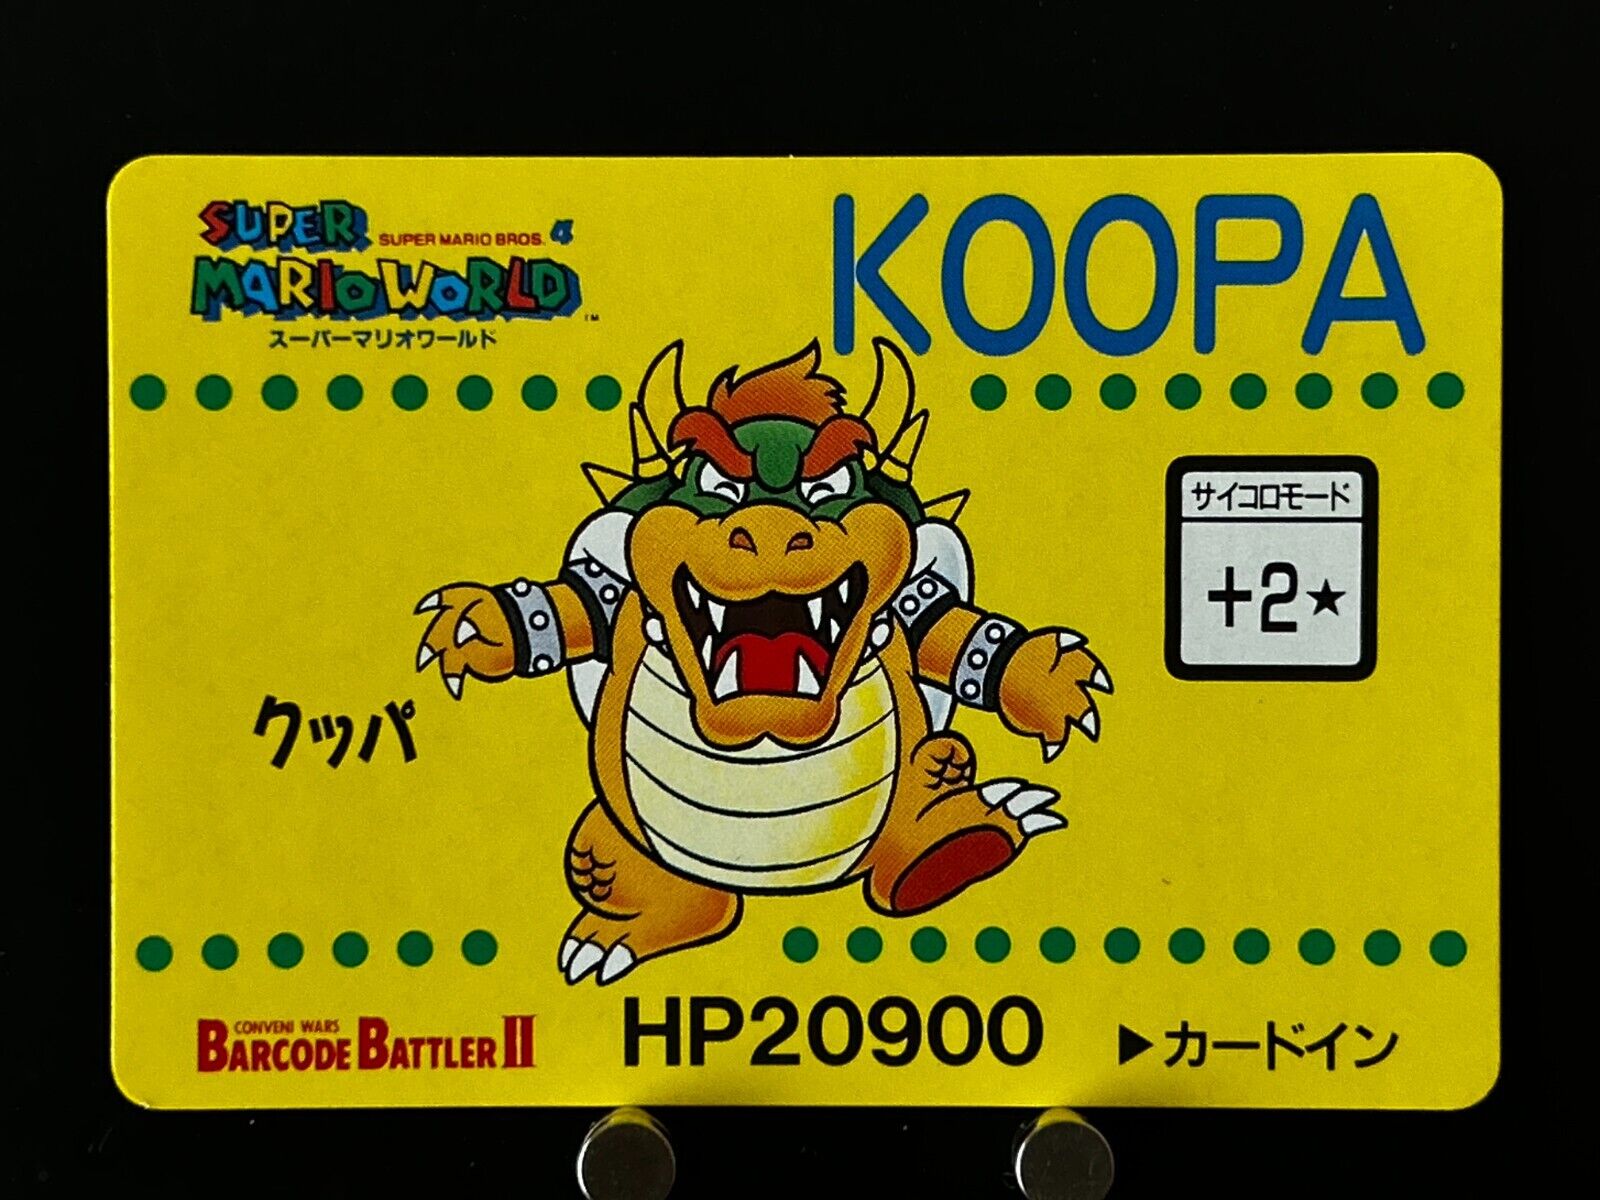 SUPER
SUPER MARIO BROS. 4
MARIO WORLD
TM
スーパーマリオワールド
KOOPA
サイコロモード
+2★
クッパ
CONVENI WARS
BARCODE BATTLER II
HP20900
▶カードイン